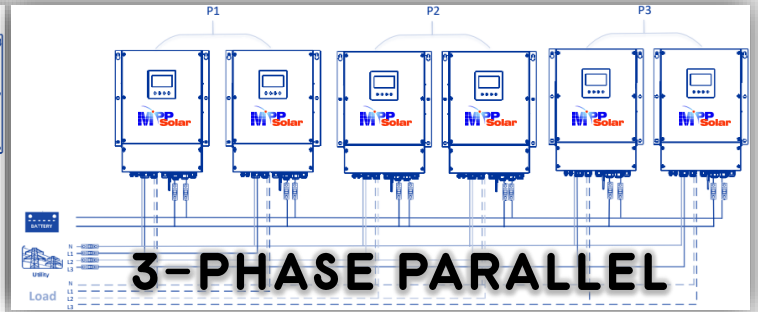 P1 P2 P3
MPP Solar
MPP Solar
MPP Solar
MPP Solar
MPP Solar
MPP Solar
BATTERY
N
L1
L2
L3
Utility
3-PHASE PARALLEL
Load
N
L1
L2
L3